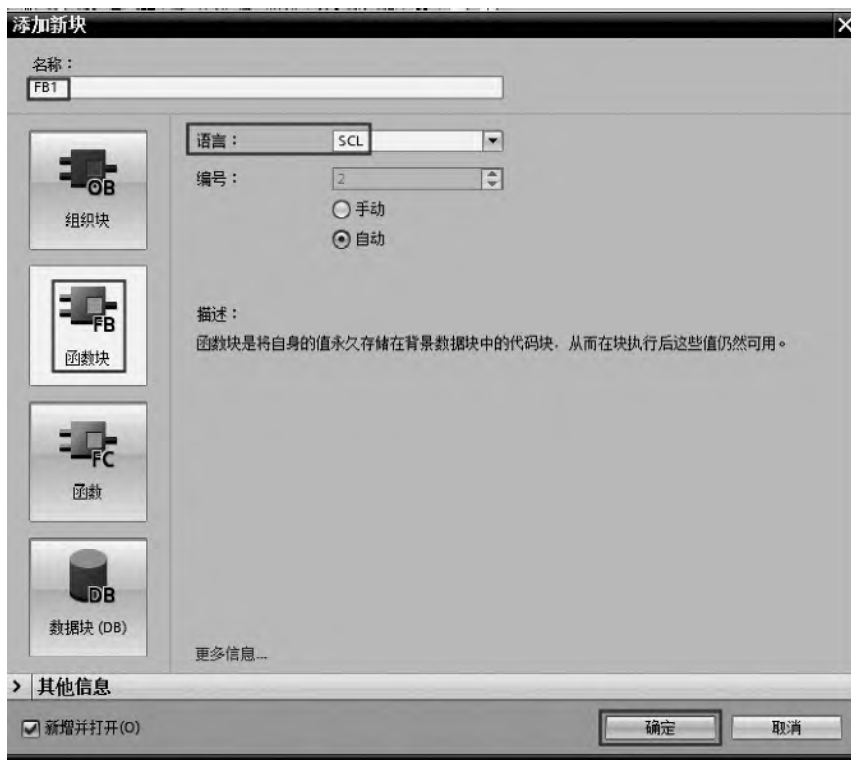 添加新块
名称：
FB1
OB
组织块
FB
函数块
FC
函数
DB
数据块 (DB)
语言：
SCL
编号：
2
手动
自动
描述：
函数块是将自身的值永久存储在背景数据块中的代码块，从而在块执行后这些值仍然可用。
更多信息...
其他信息
新增并打开(O)
确定
取消